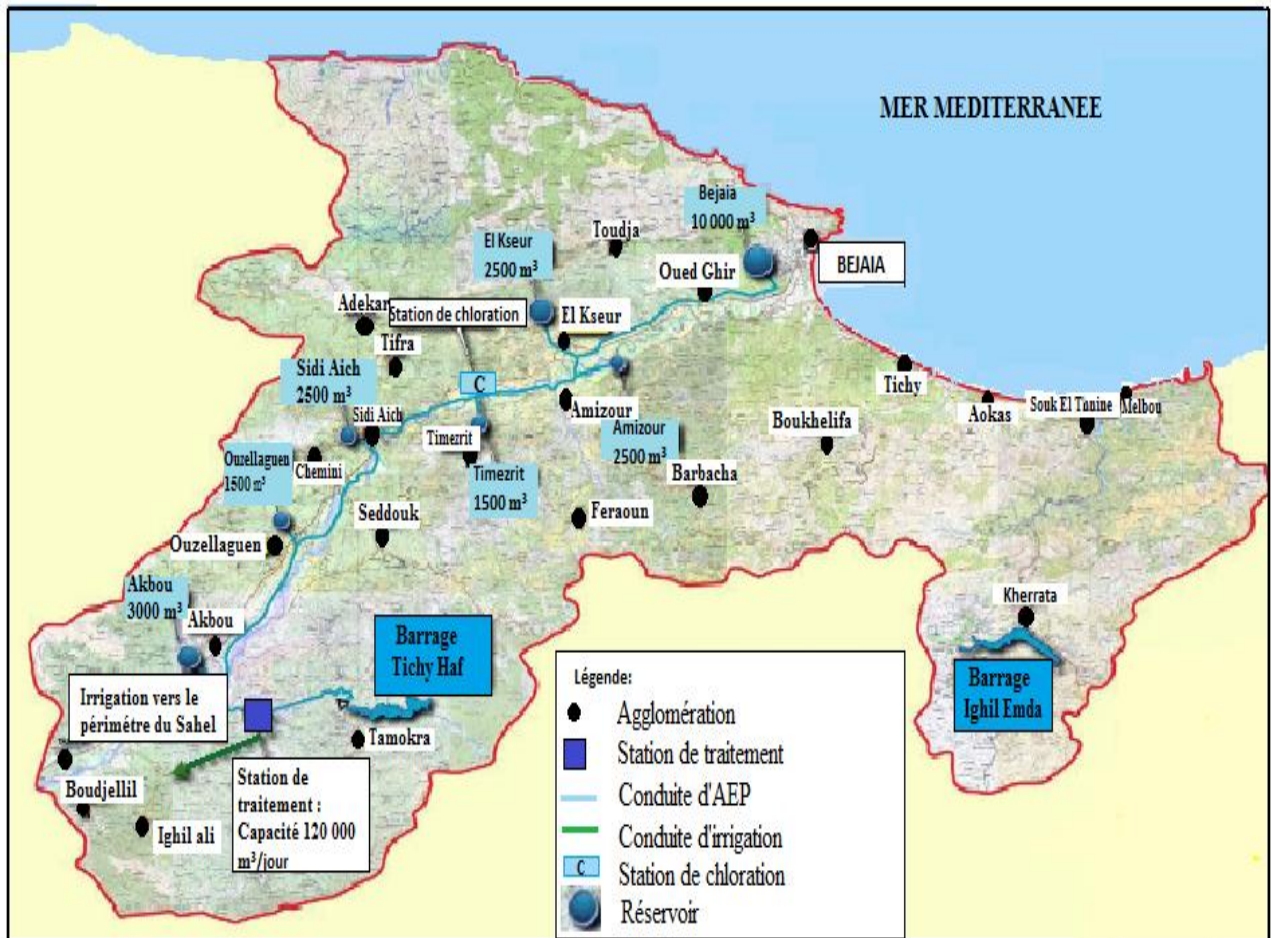 MER MEDITERRANEE
Bejaia
10 000 m³
BEJAIA
Toudja
El Kseur
2500 m³
Oued Ghir
El Kseur
Station de chloration
Adekar
Tifra
C
Sidi Aich
2500 m³
Sidi Aich
Amizour
Amizour
2500 m³
Timezrit
Timezrit
1500 m³
Chemini
Ouzellaguen
1500 m³
Ouzellaguen
Seddouk
Feraoun
Barbacha
Boukhelifa
Tichy
Aokas
Souk El Tenine
Melbou
Kherrata
Barrage
Ighil Emda
Akbou
3000 m³
Akbou
Barrage
Tichy Haf
Tamokra
Irrigation vers le
périmétre du Sahel
Station de
traitement :
Capacité 120 000
m³/jour
Boudjellil
Ighil ali
Légende:
Agglomération
Station de traitement
Conduite d'AEP
Conduite d'irrigation
C
Station de chloration
Réservoir